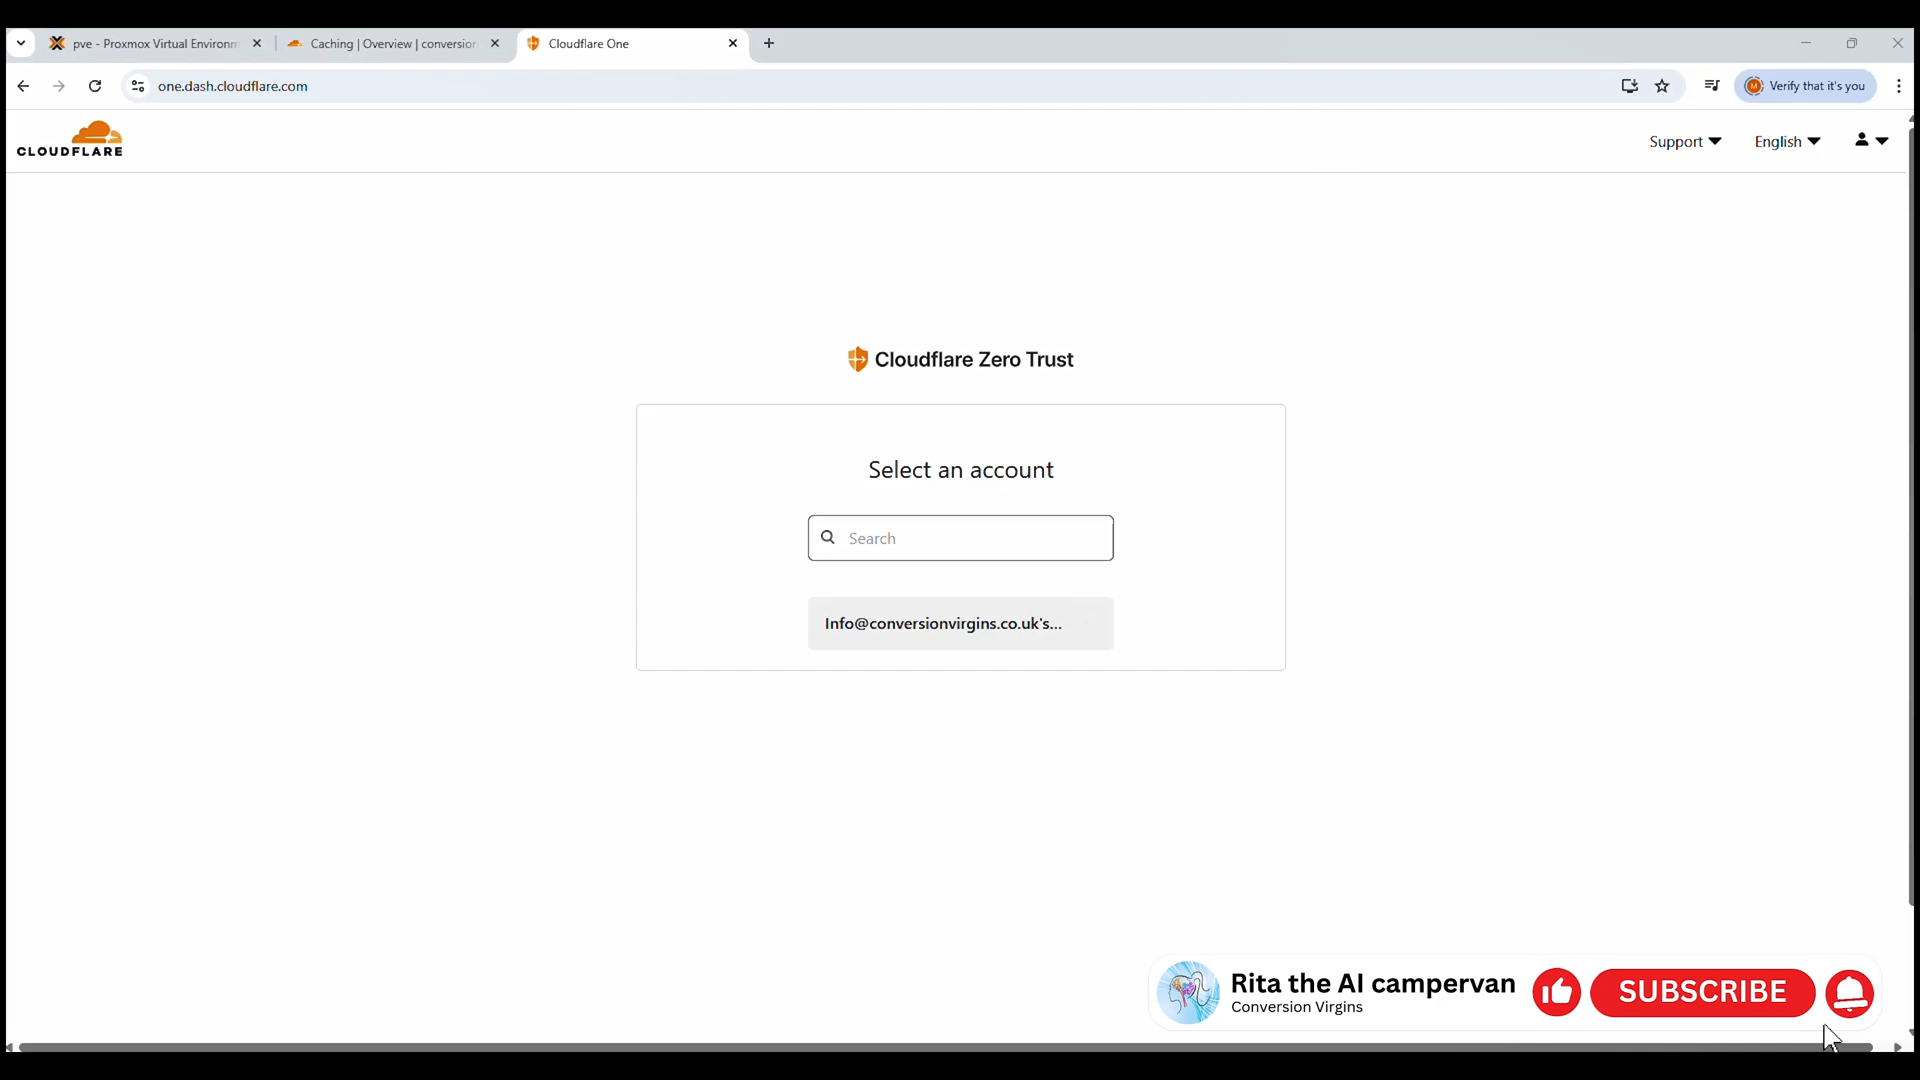 pve - Proxmox Virtual Environm
Caching | Overview | conversion
Cloudflare One
one.dash.cloudflare.com
Verify that it's you
CLOUDFLARE
Support
English
Cloudflare Zero Trust
Select an account
Search
Info@conversionvirgins.co.uk's...
Rita the AI campervan
Conversion Virgins
SUBSCRIBE